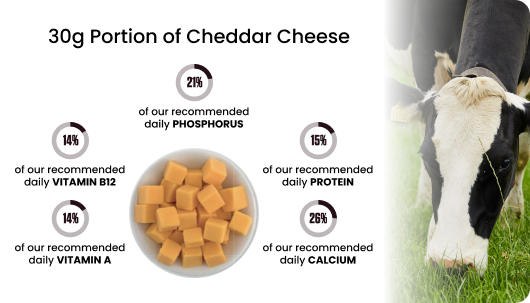 30g Portion of Cheddar Cheese
21%
of our recommended
daily PHOSPHORUS
14%
of our recommended
daily VITAMIN B12
15%
of our recommended
daily PROTEIN
14%
of our recommended
daily VITAMIN A
26%
of our recommended
daily CALCIUM